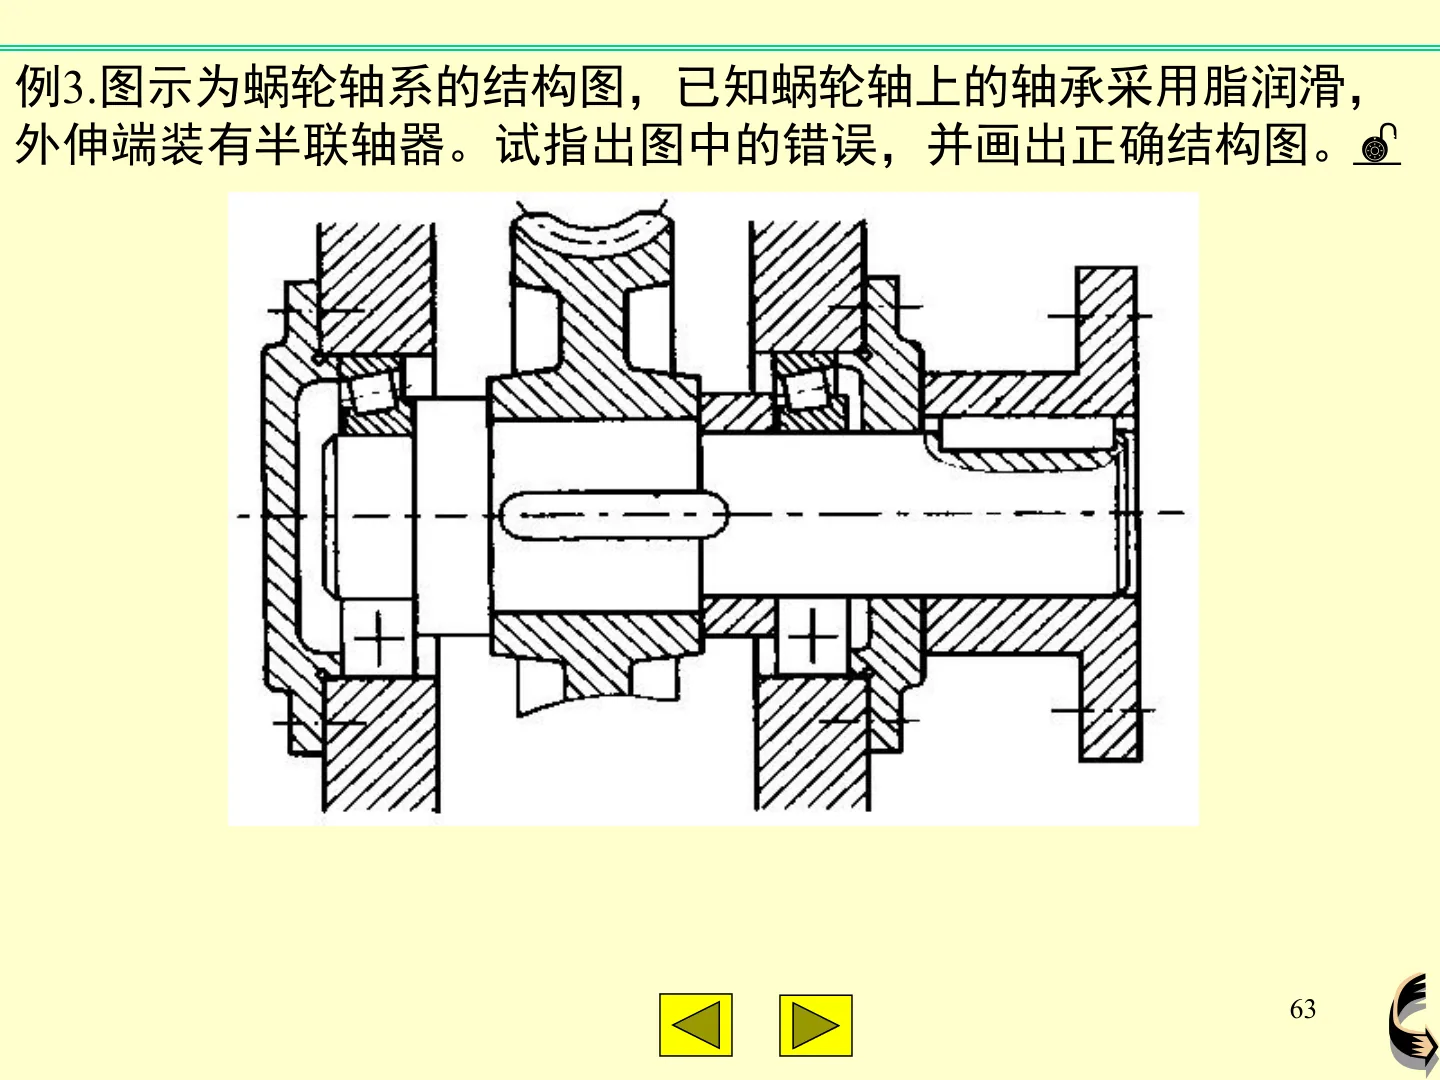 例3.图示为蜗轮轴系的结构图，已知蜗轮轴上的轴承采用脂润滑，
外伸端装有半联轴器。试指出图中的错误，并画出正确结构图。
63